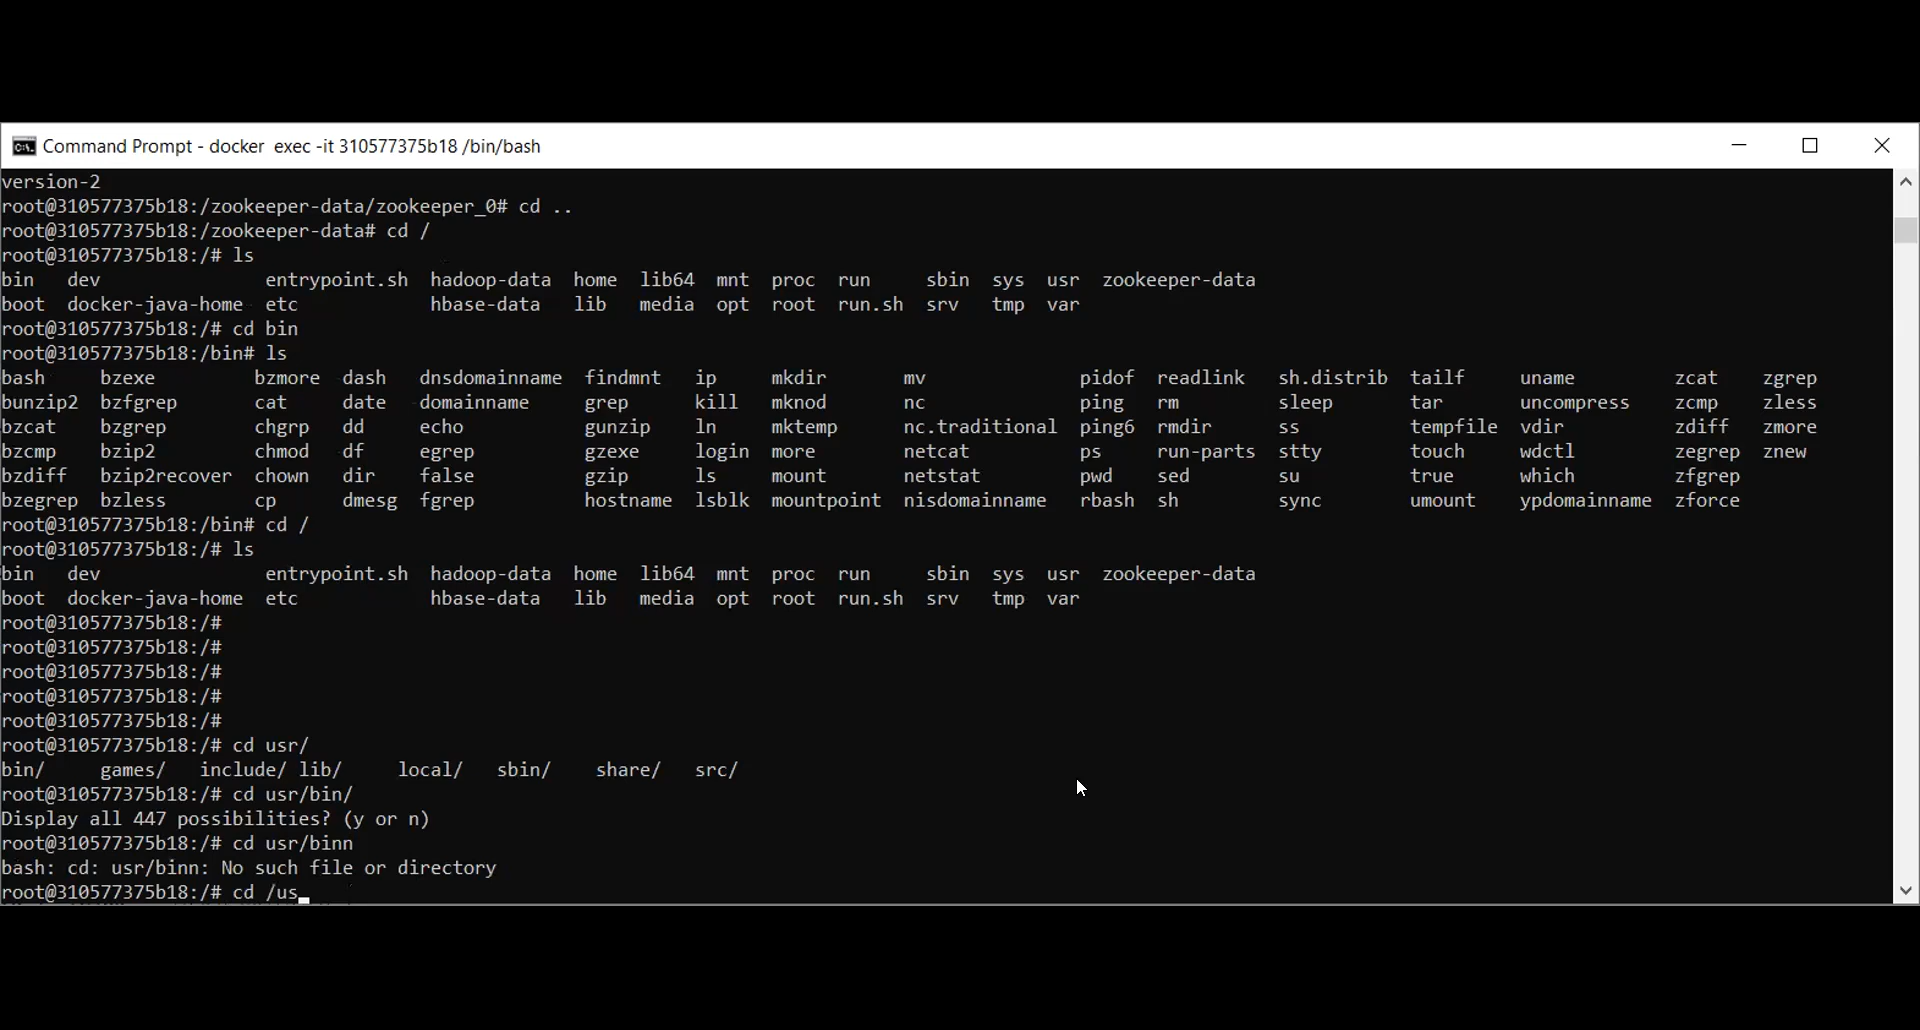 Command Prompt - docker  exec -it 310577375b18 /bin/bash
version-2
root@310577375b18:/zookeeper-data/zookeeper_0# cd ..
root@310577375b18:/zookeeper-data# cd /
root@310577375b18:/# ls
bin   dev               entrypoint.sh  hadoop-data  home  lib64  mnt  proc  run     sbin  sys  usr  zookeeper-data
boot  docker-java-home  etc            hbase-data   lib   media  opt  root  run.sh  srv   tmp  var
root@310577375b18:/# cd bin
root@310577375b18:/bin# ls
bash     bzexe         bzmore  dash   dnsdomainname  findmnt   ip     mkdir       mv              pidof  readlink   sh.distrib  tailf     uname          zcat    zgrep
bunzip2  bzfgrep       cat     date   domainname     grep      kill   mknod       nc              ping   rm         sleep       tar       uncompress     zcmp    zless
bzcat    bzgrep        chgrp   dd     echo           gunzip    ln     mktemp      nc.traditional  ping6  rmdir      ss          tempfile  vdir           zdiff   zmore
bzcmp    bzip2         chmod   df     egrep          gzexe     login  more        netcat          ps     run-parts  stty        touch     wdctl          zegrep  znew
bzdiff   bzip2recover  chown   dir    false          gzip      ls     mount       netstat         pwd    sed        su          true      which          zfgrep
bzegrep  bzless        cp      dmesg  fgrep          hostname  lsblk  mountpoint  nisdomainname   rbash  sh         sync        umount    ypdomainname  zforce
root@310577375b18:/bin# cd /
root@310577375b18:/# ls
bin   dev               entrypoint.sh  hadoop-data  home  lib64  mnt  proc  run     sbin  sys  usr  zookeeper-data
boot  docker-java-home  etc            hbase-data   lib   media  opt  root  run.sh  srv   tmp  var
root@310577375b18:/#
root@310577375b18:/#
root@310577375b18:/#
root@310577375b18:/#
root@310577375b18:/#
root@310577375b18:/# cd usr/
bin/     games/   include/ lib/     local/   sbin/    share/   src/
root@310577375b18:/# cd usr/bin/
Display all 447 possibilities? (y or n)
root@310577375b18:/# cd usr/binn
bash: cd: usr/binn: No such file or directory
root@310577375b18:/# cd /us